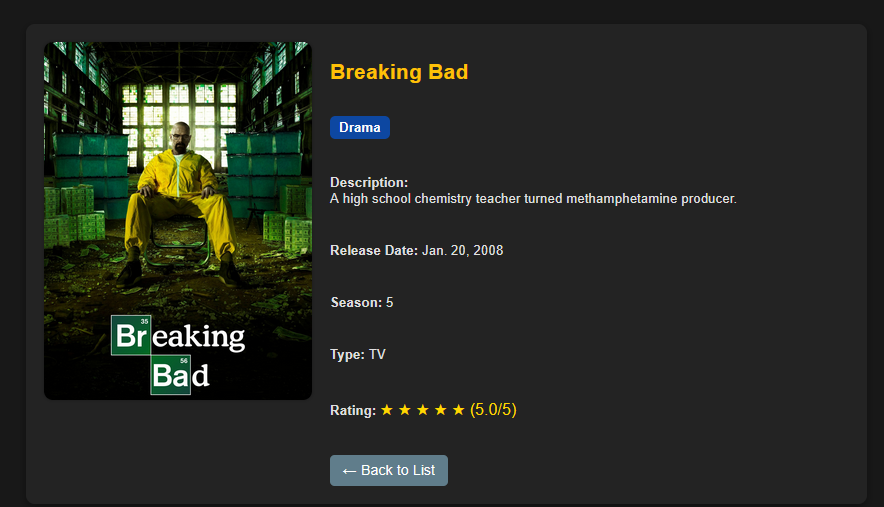 Breaking Bad
Drama
Description:
A high school chemistry teacher turned methamphetamine producer.
Release Date: Jan. 20, 2008
Season: 5
Type: TV
Rating: ★ ★ ★ ★ ★ (5.0/5)
← Back to List
35
Breaking
56
Bad